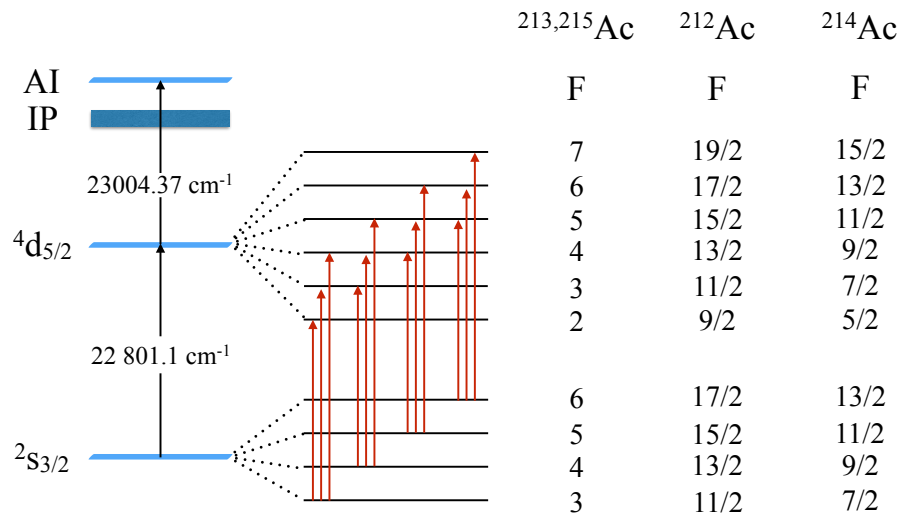 ²¹³,²¹⁵Ac ²¹²Ac ²¹⁴Ac
AI F F F
IP
7 19/2 15/2
23004.37 cm⁻¹ 6 17/2 13/2
5 15/2 11/2
⁴d₅/₂ 4 13/2 9/2
3 11/2 7/2
2 9/2 5/2
22 801.1 cm⁻¹
6 17/2 13/2
5 15/2 11/2
²s₃/₂ 4 13/2 9/2
3 11/2 7/2